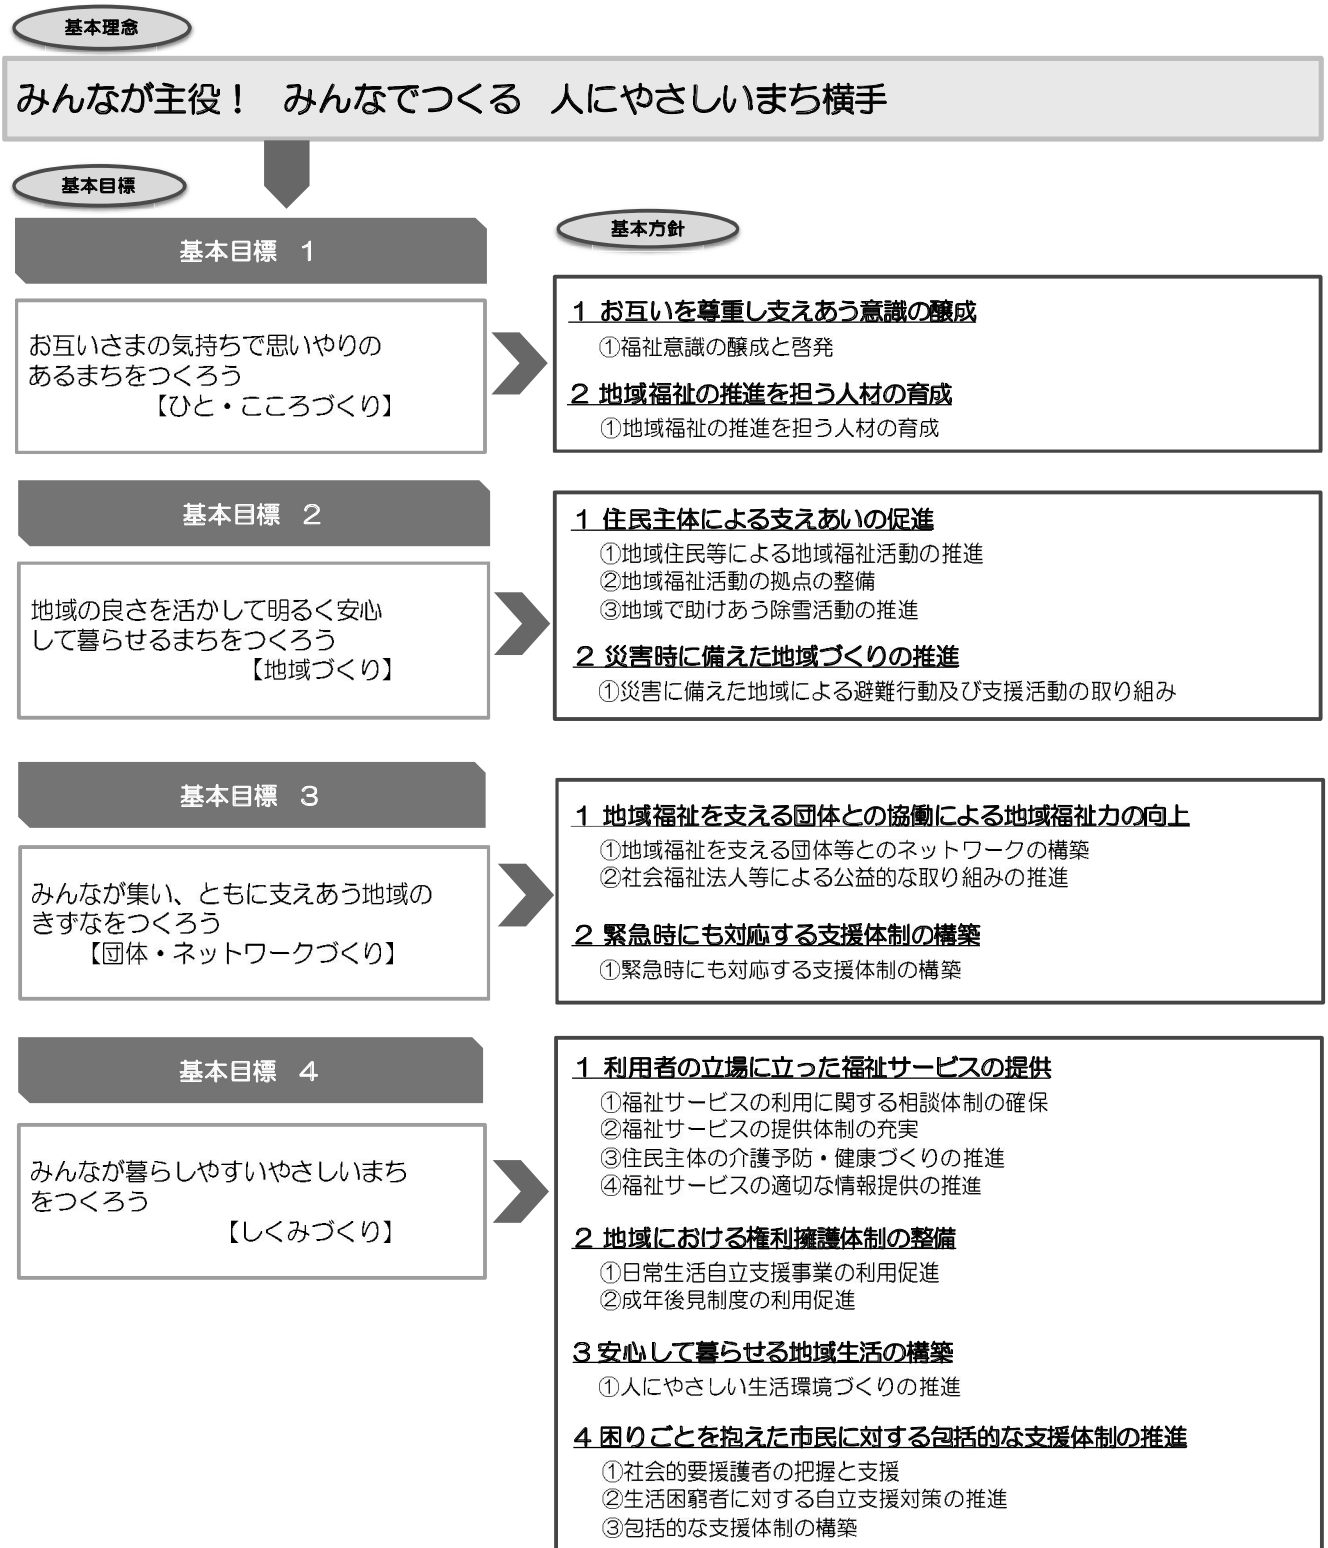 基本理念
みんなが主役！　みんなでつくる　人にやさしいまち横手
基本目標
基本目標　１
お互いさまの気持ちで思いやりの
あるまちをつくろう
【ひと・こころづくり】
基本方針
１ お互いを尊重し支えあう意識の醸成
①福祉意識の醸成と啓発
２ 地域福祉の推進を担う人材の育成
①地域福祉の推進を担う人材の育成
基本目標　２
地域の良さを活かして明るく安心
して暮らせるまちをつくろう
【地域づくり】
１ 住民主体による支えあいの促進
①地域住民等による地域福祉活動の推進
②地域福祉活動の拠点の整備
③地域で助けあう除雪活動の推進
２ 災害時に備えた地域づくりの推進
①災害に備えた地域による避難行動及び支援活動の取り組み
基本目標　３
みんなが集い、ともに支えあう地域の
きずなをつくろう
【団体・ネットワークづくり】
１ 地域福祉を支える団体との協働による地域福祉力の向上
①地域福祉を支える団体等とのネットワークの構築
②社会福祉法人等による公益的な取り組みの推進
２ 緊急時にも対応する支援体制の構築
①緊急時にも対応する支援体制の構築
基本目標　４
みんなが暮らしやすいやさしいまち
をつくろう
【しくみづくり】
１ 利用者の立場に立った福祉サービスの提供
①福祉サービスの利用に関する相談体制の確保
②福祉サービスの提供体制の充実
③住民主体の介護予防・健康づくりの推進
④福祉サービスの適切な情報提供の推進
２ 地域における権利擁護体制の整備
①日常生活自立支援事業の利用促進
②成年後見制度の利用促進
３ 安心して暮らせる地域生活の構築
①人にやさしい生活環境づくりの推進
４ 困りごとを抱えた市民に対する包括的な支援体制の推進
①社会的要援護者の把握と支援
②生活困窮者に対する自立支援対策の推進
③包括的な支援体制の構築